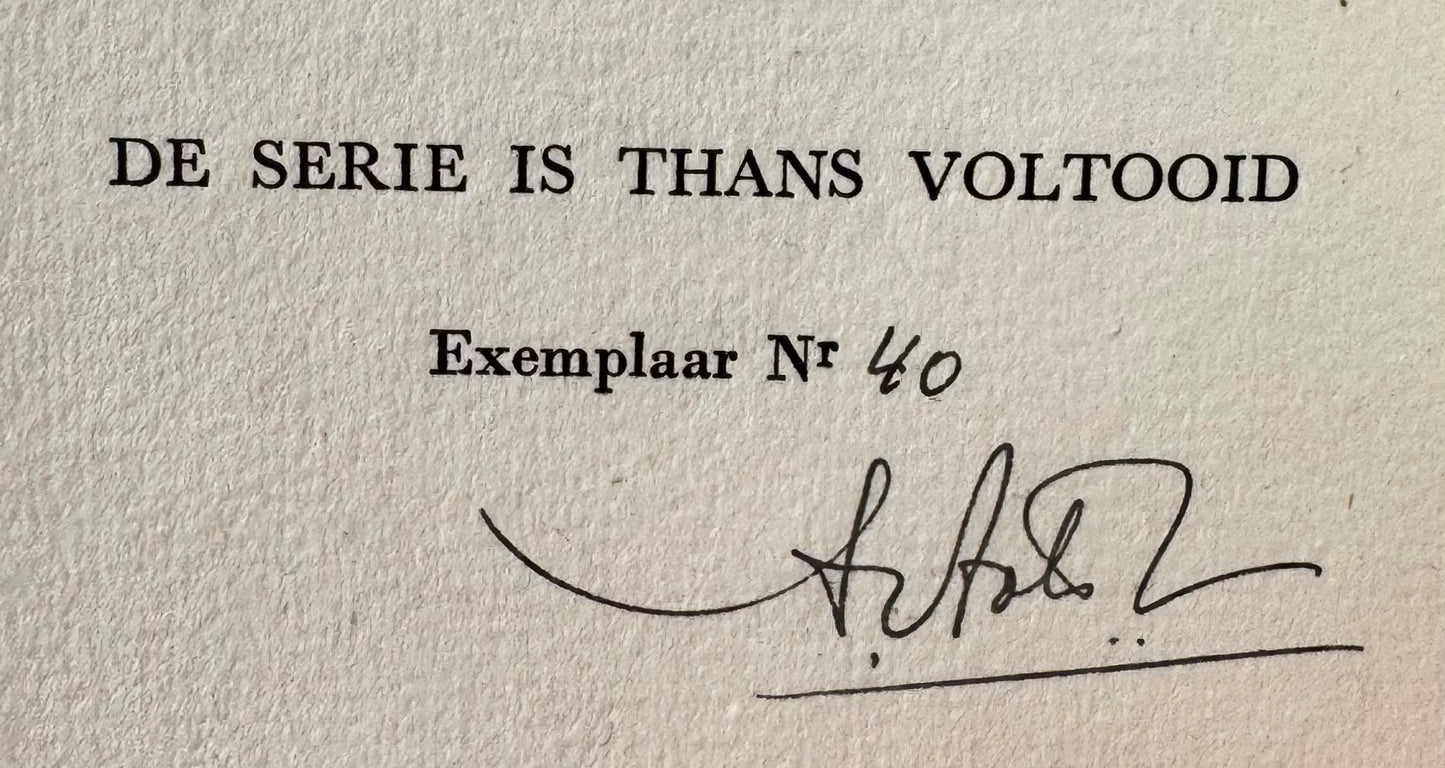 DE SERIE IS THANS VOLTOOID
Exemplaar Nr 40